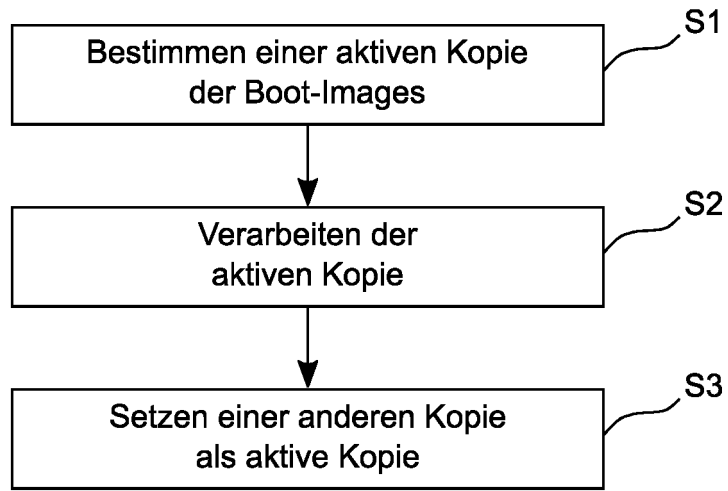 S1
Bestimmen einer aktiven Kopie
der Boot-Images
S2
Verarbeiten der
aktiven Kopie
S3
Setzen einer anderen Kopie
als aktive Kopie